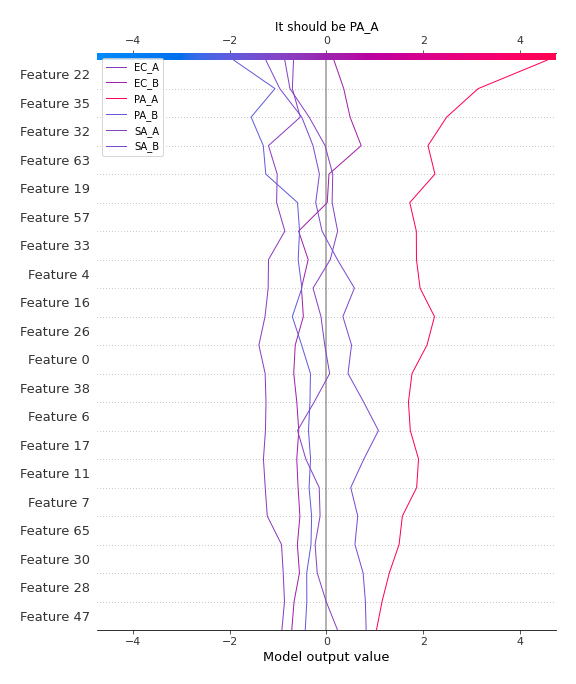 It should be PA_A
−4 −2 0 2 4
EC_A
EC_B
PA_A
PA_B
SA_A
SA_B
Feature 22
Feature 35
Feature 32
Feature 63
Feature 19
Feature 57
Feature 33
Feature 4
Feature 16
Feature 26
Feature 0
Feature 38
Feature 6
Feature 17
Feature 11
Feature 7
Feature 65
Feature 30
Feature 28
Feature 47
−4 −2 0 2 4
Model output value